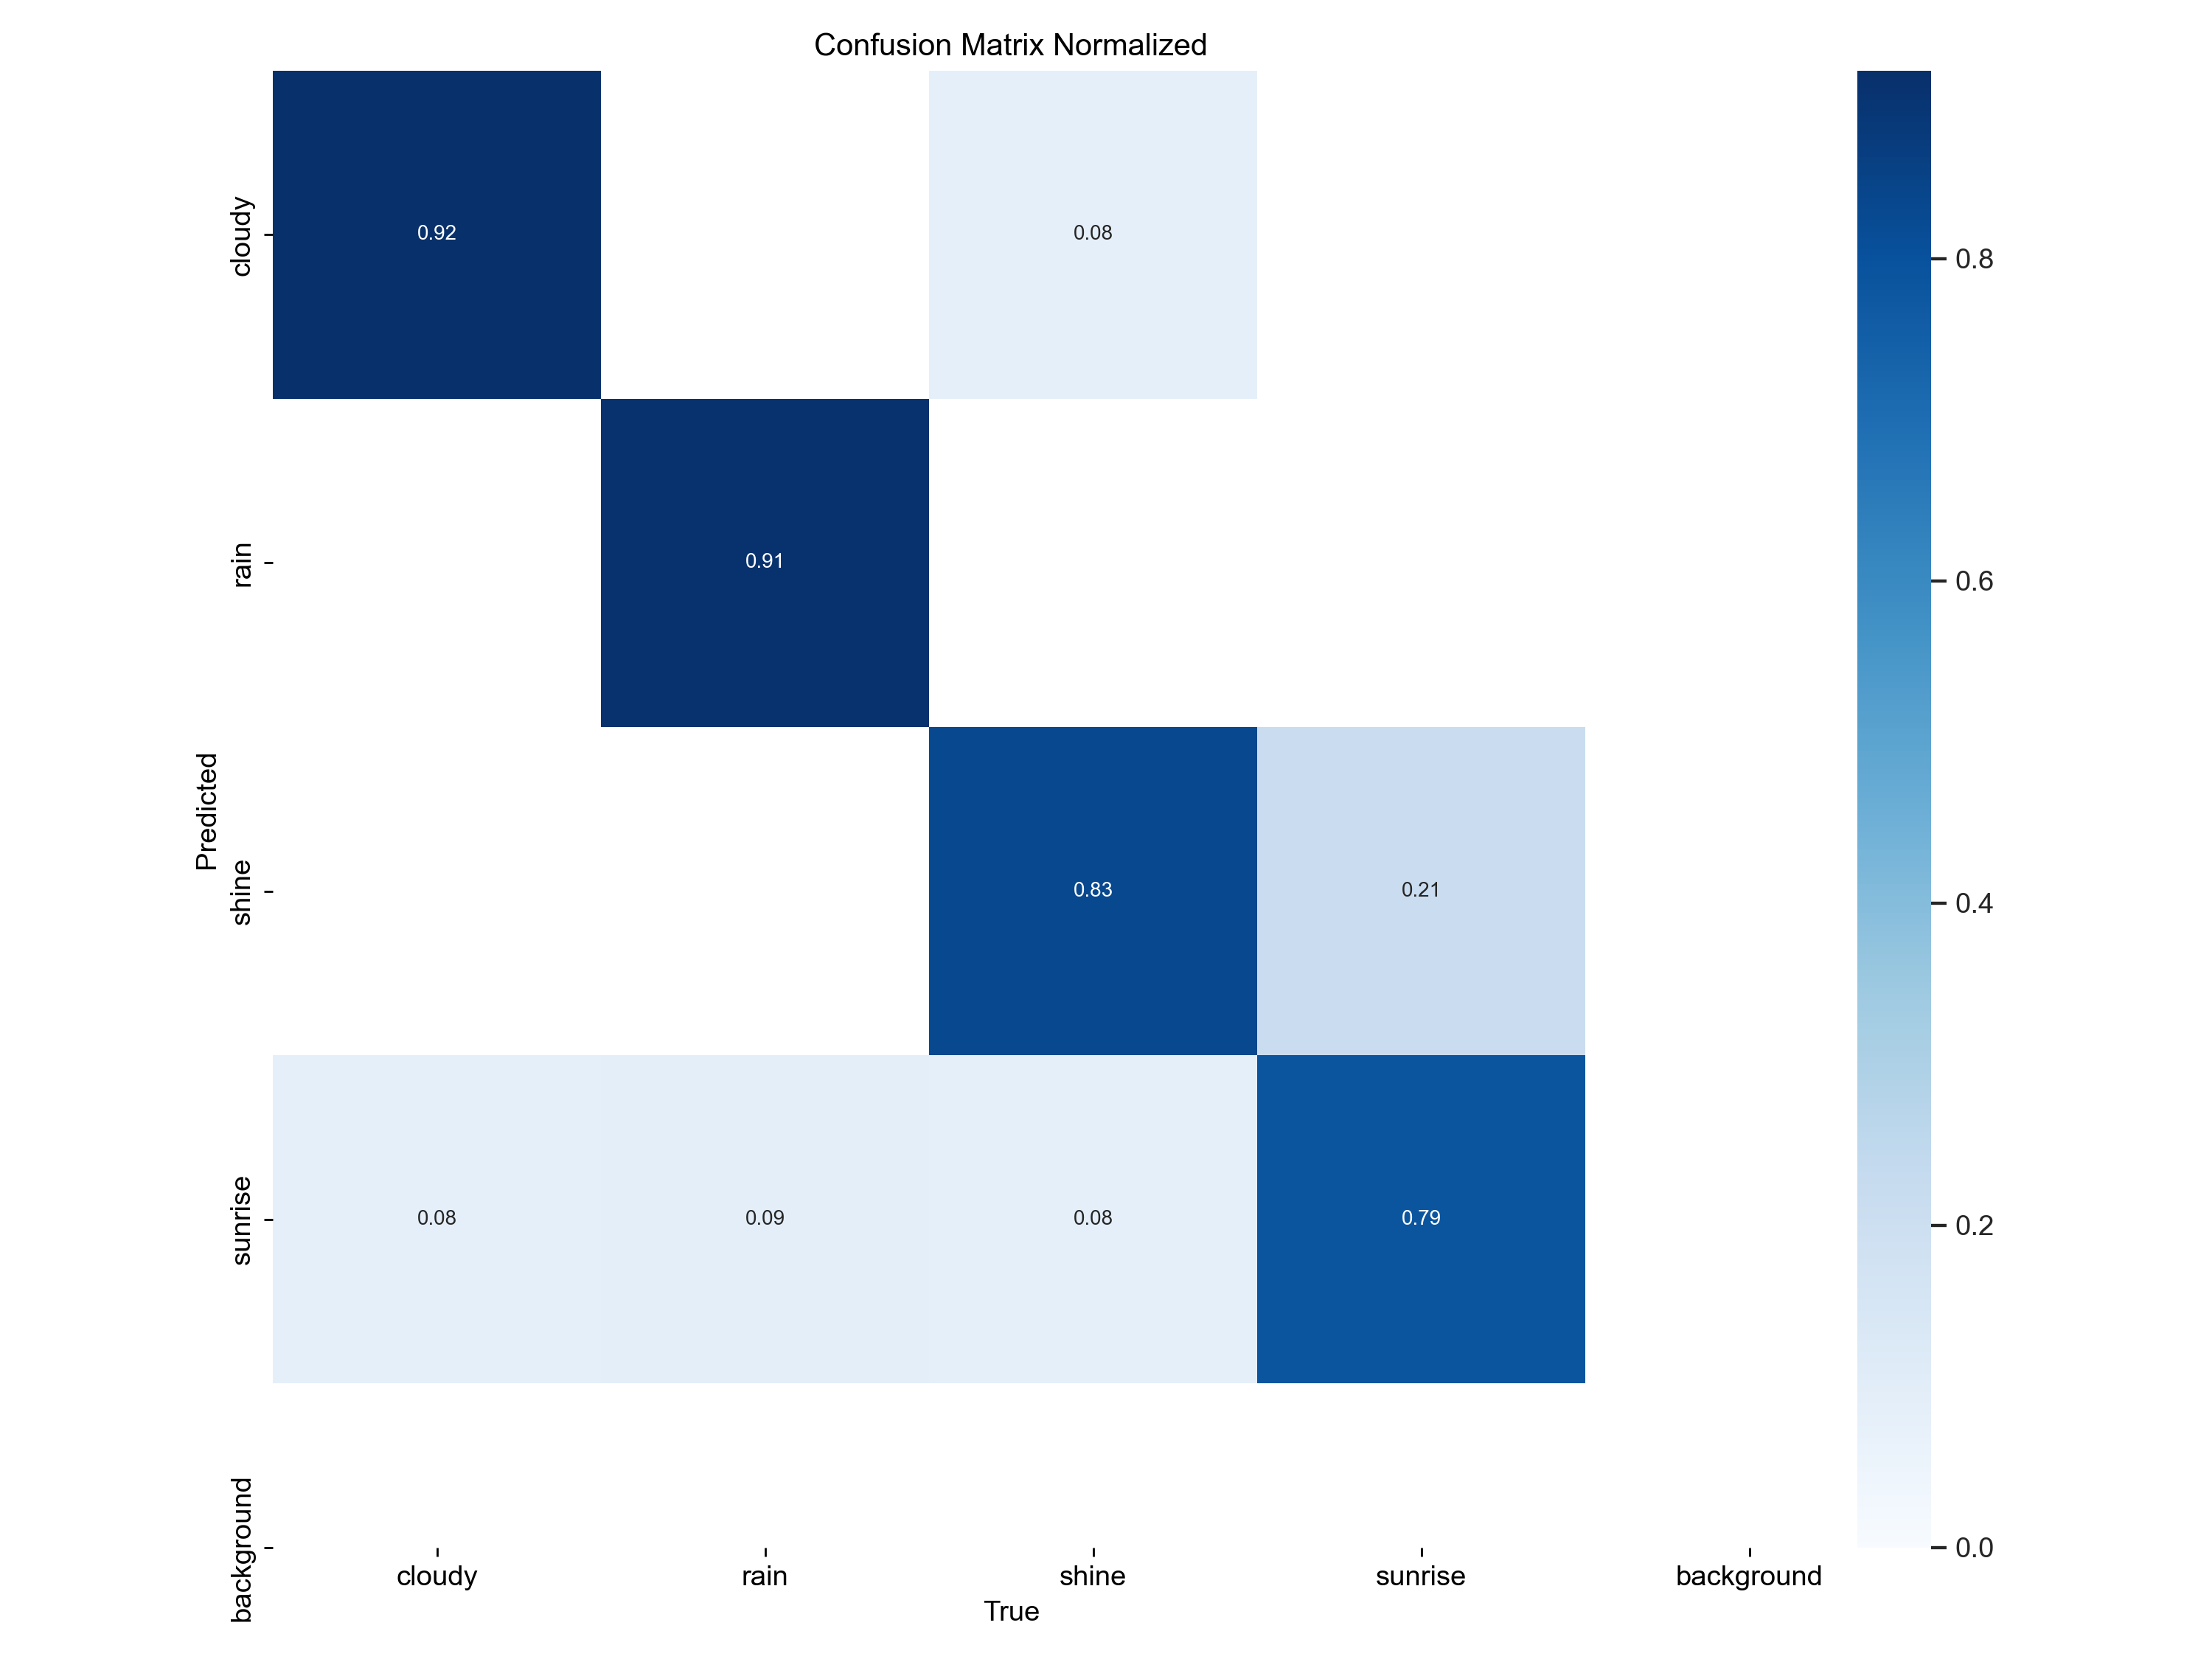 Confusion Matrix Normalized
cloudy
0.92
0.08
0.8
rain
0.91
0.6
Predicted
shine
0.83
0.21
0.4
sunrise
0.08
0.09
0.08
0.79
0.2
background
0.0
cloudy
rain
shine
sunrise
background
True